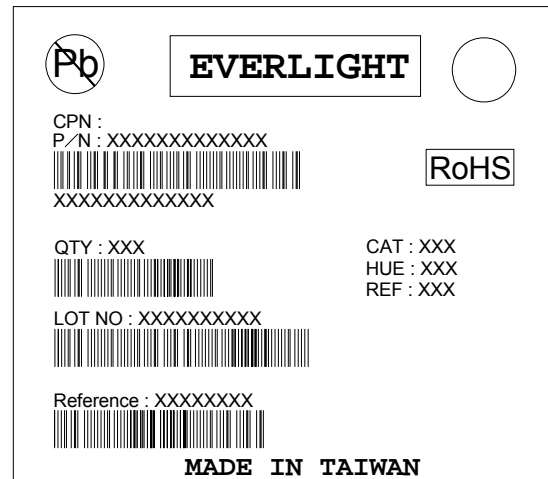 Pb
EVERLIGHT
CPN :
P/N : XXXXXXXXXXXXX
RoHS
XXXXXXXXXXXXX
QTY : XXX
CAT : XXX
HUE : XXX
REF : XXX
LOT NO : XXXXXXXXXX
Reference : XXXXXXXX
MADE IN TAIWAN